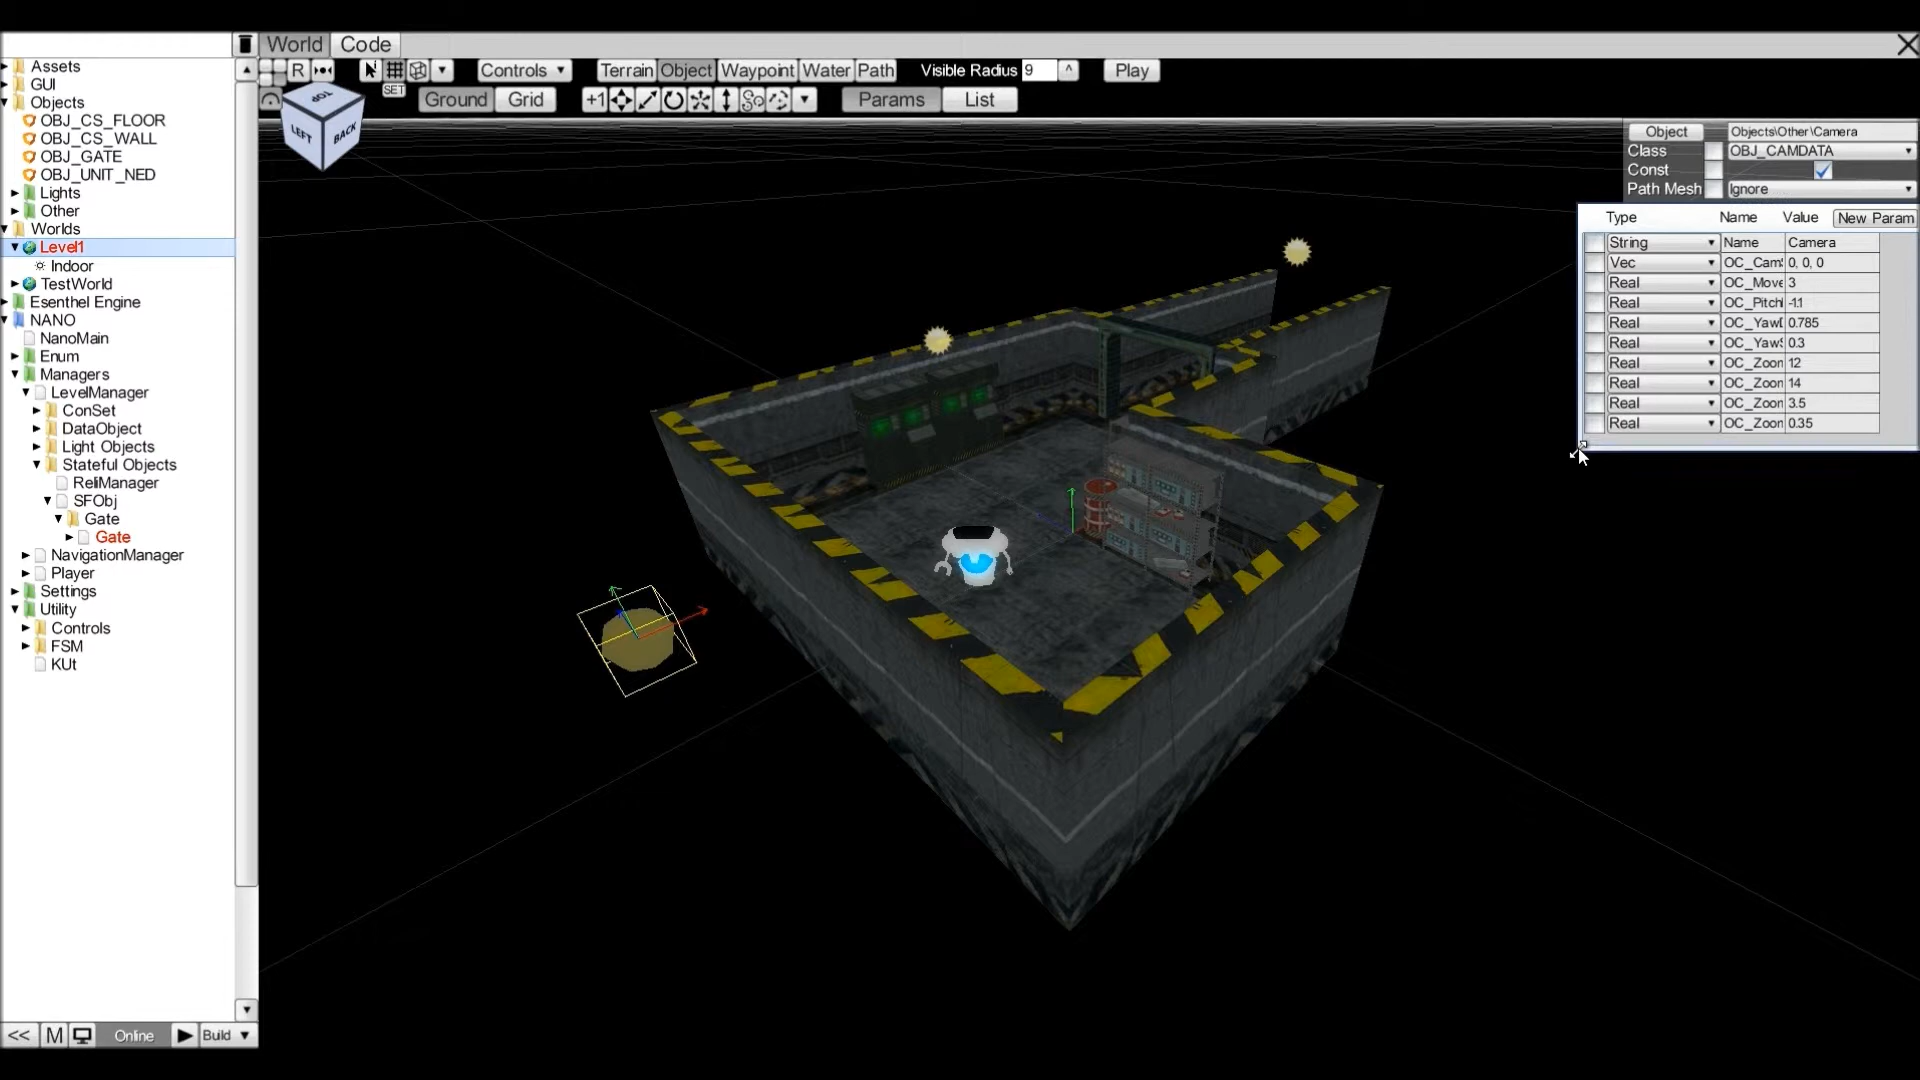 World Code
R Controls Terrain Object Waypoint Water Path Visible Radius 9 ^ Play
SET
Ground Grid +1 Params List
TOP
LEFT BACK
Assets
GUI
Objects
OBJ_CS_FLOOR
OBJ_CS_WALL
OBJ_GATE
OBJ_UNIT_NED
Lights
Other
Worlds
Level1
Indoor
TestWorld
Esenthel Engine
NANO
NanoMain
Enum
Managers
LevelManager
ConSet
DataObject
Light Objects
Stateful Objects
ReliManager
SFObj
Gate
Gate
NavigationManager
Player
Settings
Utility
Controls
FSM
KUt
<< M Online Build
Object Objects\Other\Camera
Class OBJ_CAMDATA
Const
Path Mesh Ignore
Type Name Value New Param
String Name Camera
Vec OC_Cam 0, 0, 0
Real OC_Move 3
Real OC_Pitch -1.1
Real OC_Yaw 0.785
Real OC_Yaw 0.3
Real OC_Zoom 12
Real OC_Zoom 14
Real OC_Zoom 3.5
Real OC_Zoom 0.35